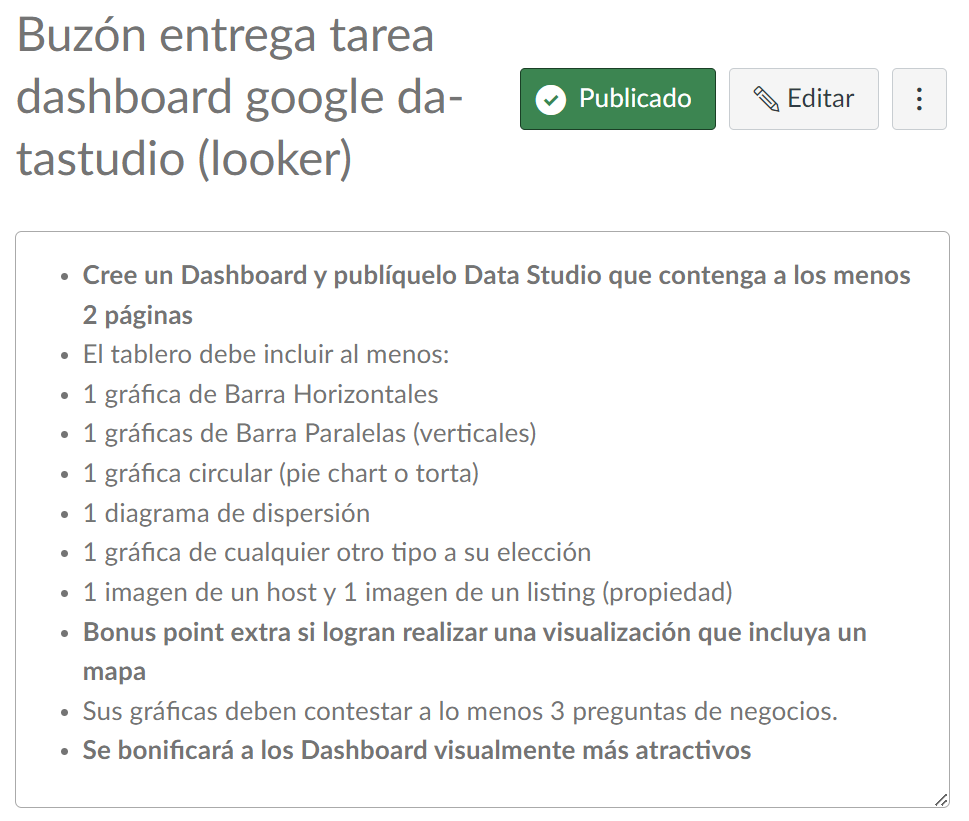 Buzón entrega tarea
dashboard google da-
tastudio (looker)
Publicado
Editar
Cree un Dashboard y publíquelo Data Studio que contenga a los menos
2 páginas
El tablero debe incluir al menos:
1 gráfica de Barra Horizontales
1 gráficas de Barra Paralelas (verticales)
1 gráfica circular (pie chart o torta)
1 diagrama de dispersión
1 gráfica de cualquier otro tipo a su elección
1 imagen de un host y 1 imagen de un listing (propiedad)
Bonus point extra si logran realizar una visualización que incluya un
mapa
Sus gráficas deben contestar a lo menos 3 preguntas de negocios.
Se bonificará a los Dashboard visualmente más atractivos